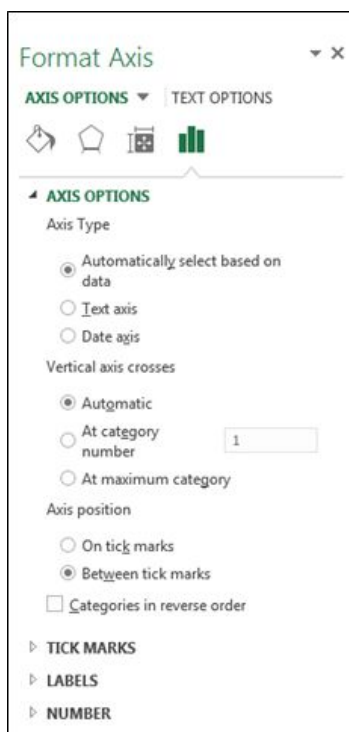 Format Axis
AXIS OPTIONS TEXT OPTIONS
AXIS OPTIONS
Axis Type
Automatically select based on
data
Text axis
Date axis
Vertical axis crosses
Automatic
At category
number
1
At maximum category
Axis position
On tick marks
Between tick marks
Categories in reverse order
TICK MARKS
LABELS
NUMBER